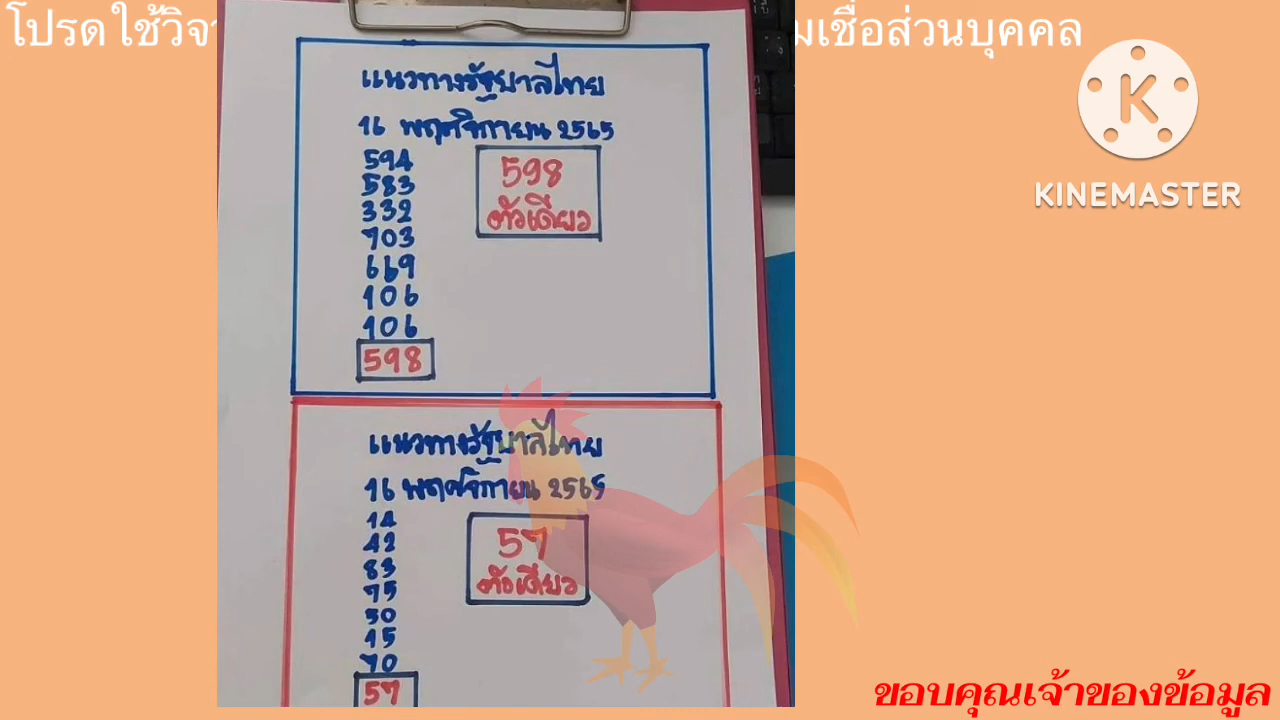 โปรดใช้วิจา
มเชื่อส่วนบุคคล
KINEMASTER
แนวทางรัฐบาลไทย
16 พฤศจิกายน 2565
594
583
332
703
669
106
106
598
598
ตัวเดียว
แนวทางรัฐบาลไทย
16 พฤศจิกายน 2565
14
42
83
75
50
15
70
57
57
ตัวเดียว
ขอบคุณเจ้าของข้อมูล